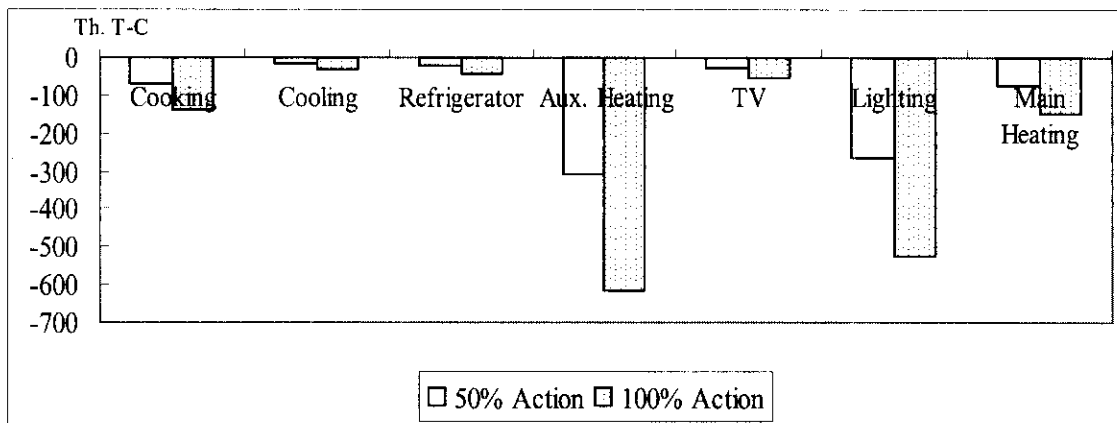 Th. T-C
0
-100
-200
-300
-400
-500
-600
-700
Cooking Cooling Refrigerator Aux. Heating TV Lighting Main
Heating
50% Action 100% Action